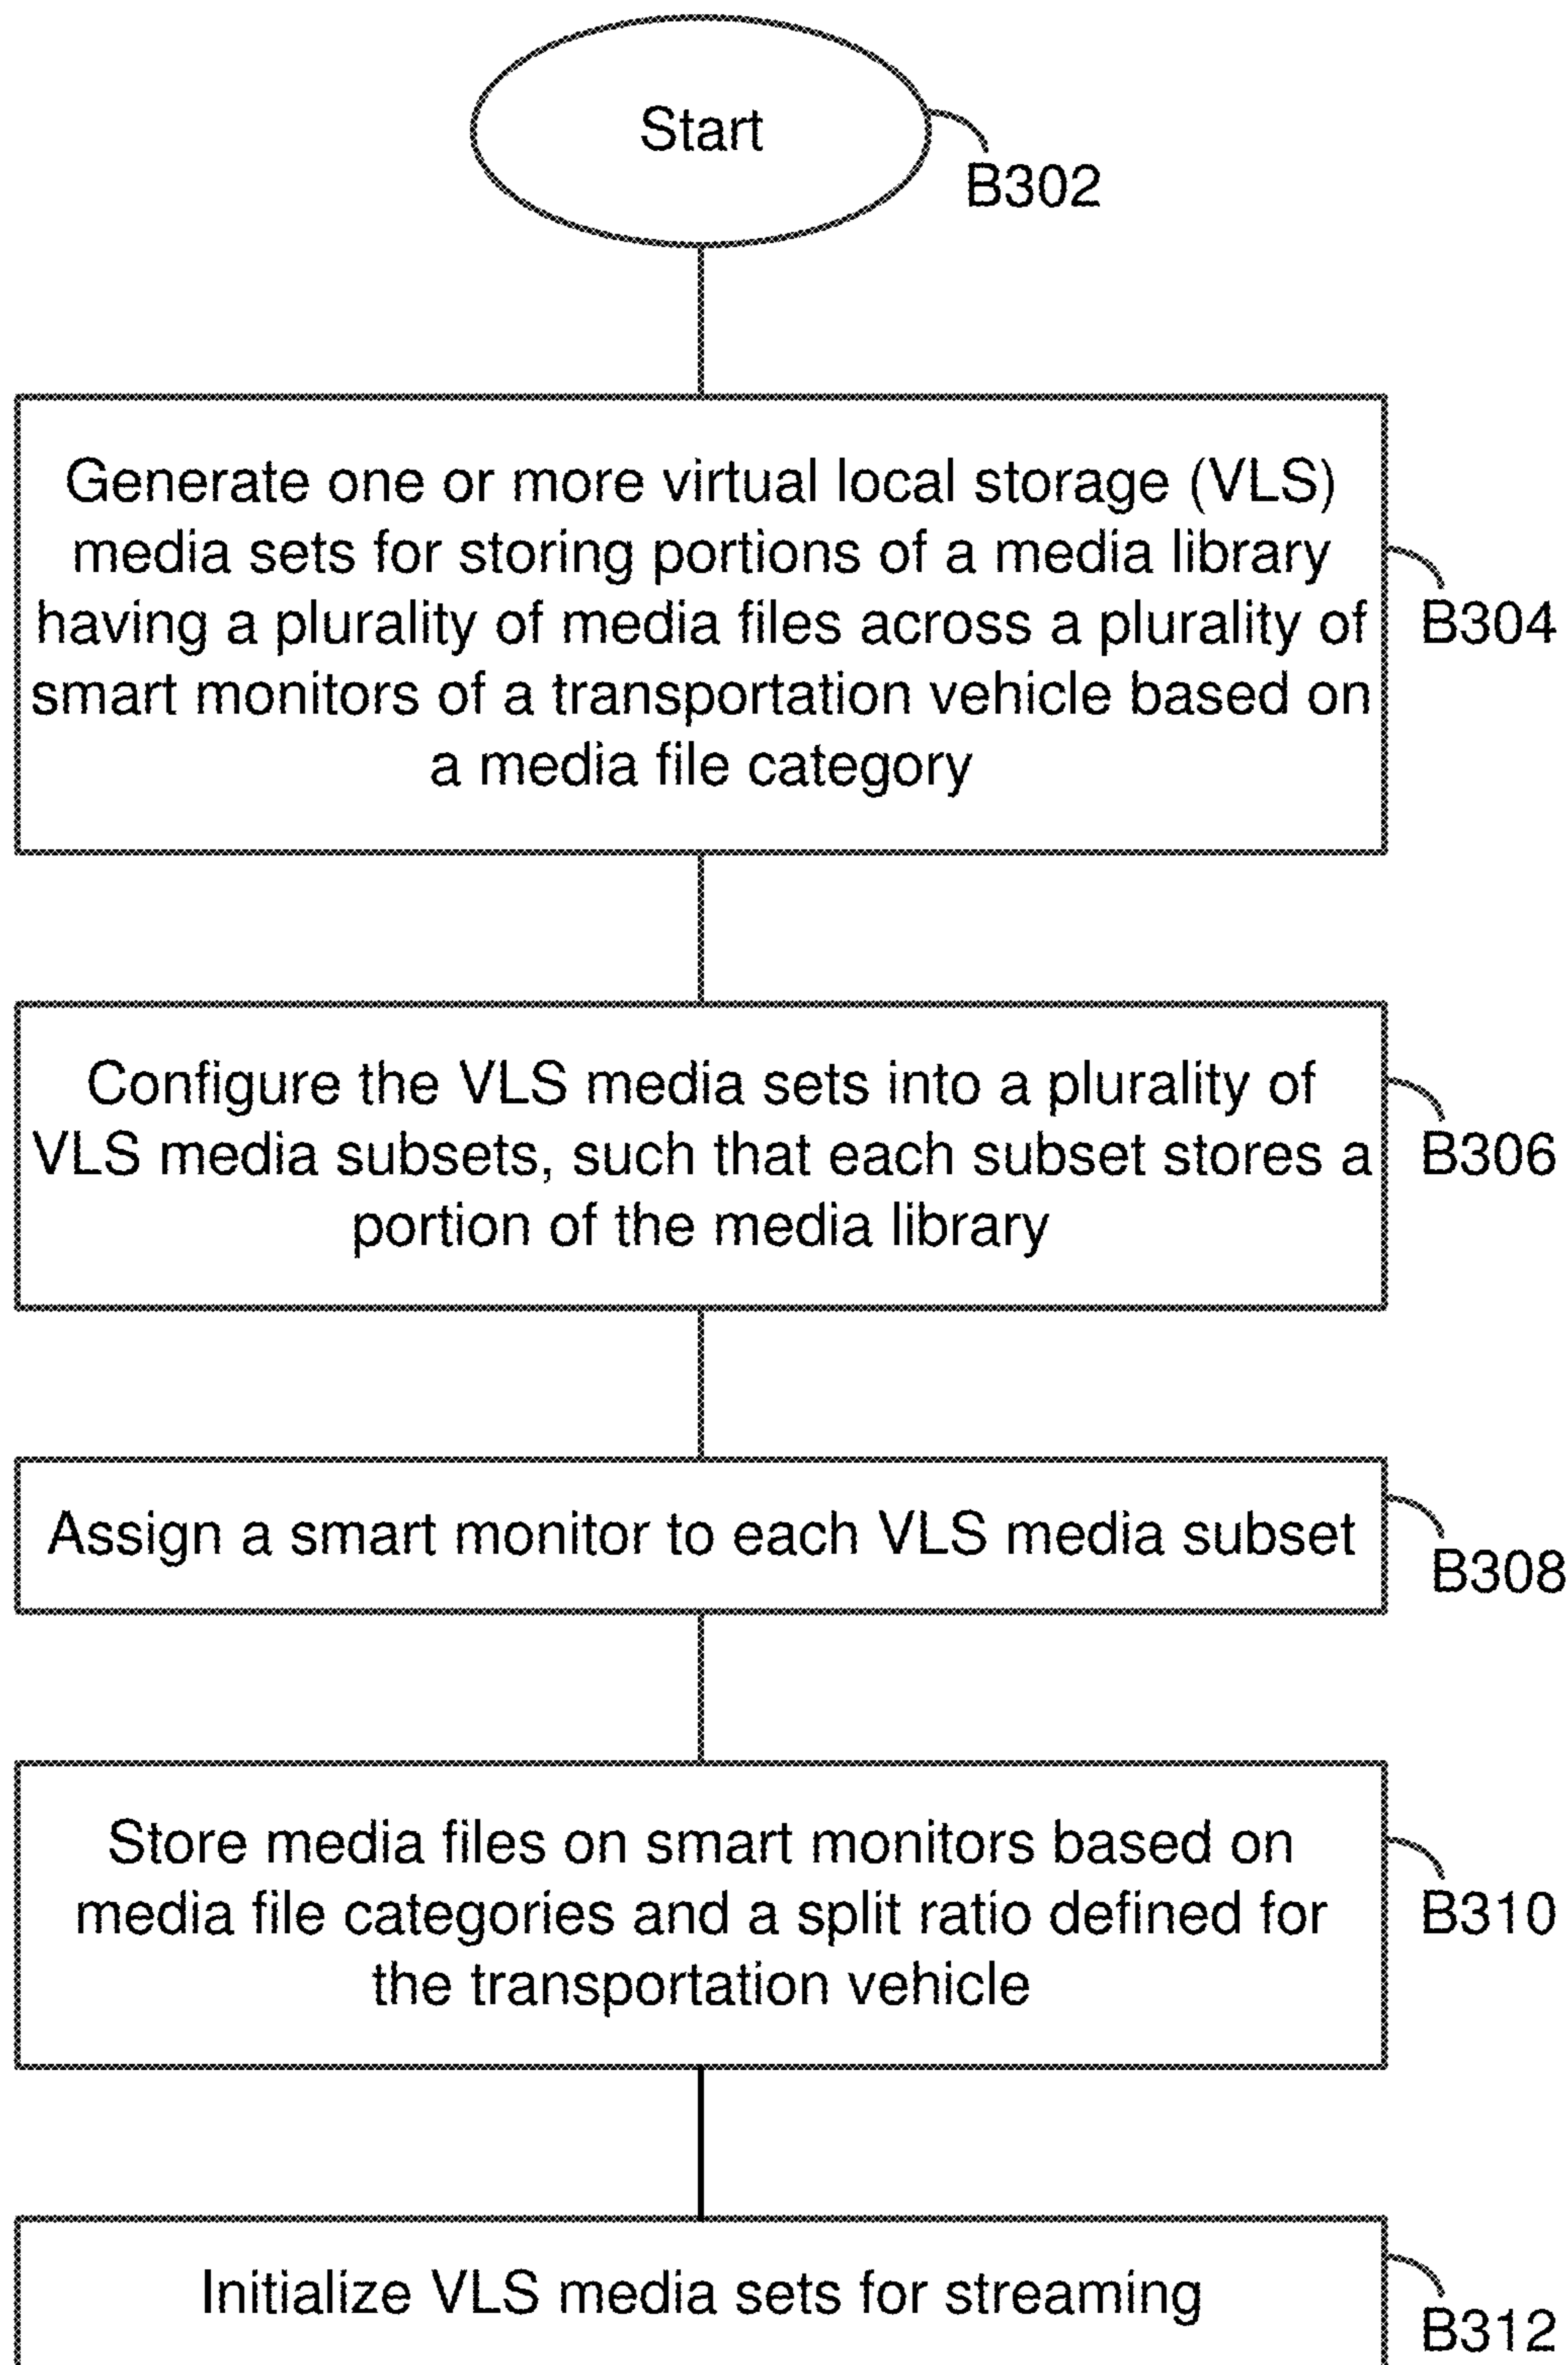 Start
B302
Generate one or more virtual local storage (VLS)
media sets for storing portions of a media library
having a plurality of media files across a plurality of
smart monitors of a transportation vehicle based on
a media file category
B304
Configure the VLS media sets into a plurality of
VLS media subsets, such that each subset stores a
portion of the media library
B306
Assign a smart monitor to each VLS media subset
B308
Store media files on smart monitors based on
media file categories and a split ratio defined for
the transportation vehicle
B310
Initialize VLS media sets for streaming
B312